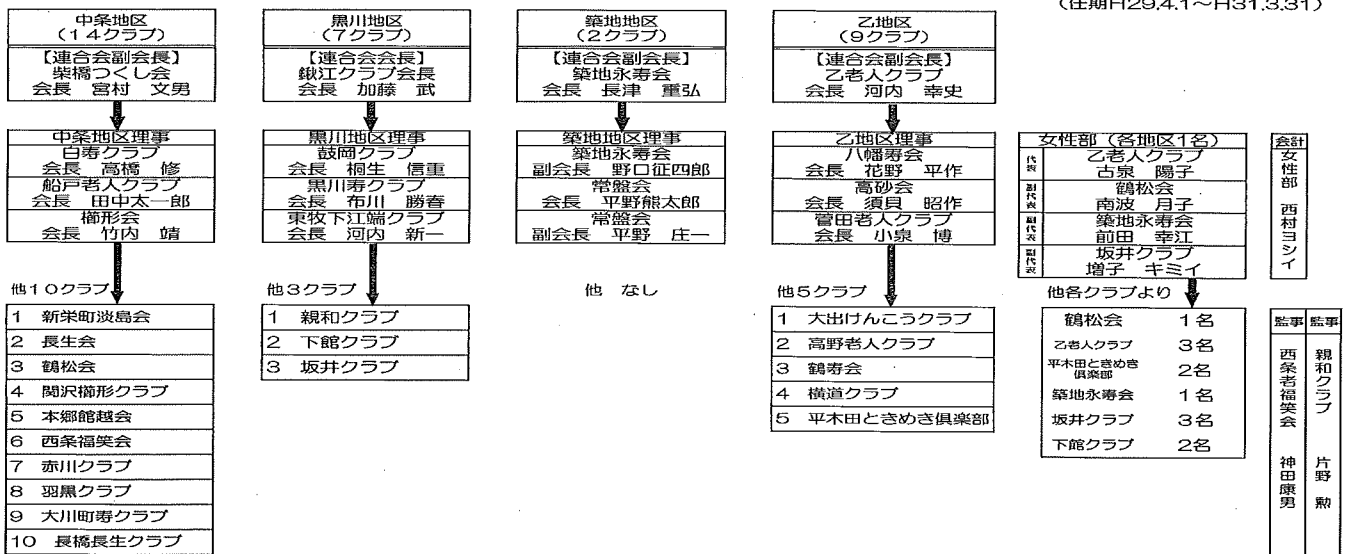 （任期H29.4.1～H31.3.31）
中条地区
（14クラブ）
【連合会副会長】
柴橋つくし会
会長　宮村　文男
中条地区理事
白寿クラブ
会長　高橋　修
船戸老人クラブ
会長　田中太一郎
櫛形会
会長　竹内　靖
他10クラブ
1　新栄町淡島会
2　長生会
3　鶴松会
4　関沢櫛形クラブ
5　本郷館越会
6　西条福笑会
7　赤川クラブ
8　羽黒クラブ
9　大川町寿クラブ
10　長橋長生クラブ
黒川地区
（7クラブ）
【連合会会長】
鍬江クラブ会長
会長　加藤　武
黒川地区理事
鼓岡クラブ
会長　桐生　信重
黒川寿クラブ
会長　布川　勝春
東牧下江端クラブ
会長　河内　新一
他3クラブ
1　親和クラブ
2　下館クラブ
3　坂井クラブ
築地地区
（2クラブ）
【連合会副会長】
築地永寿会
会長　長津　重弘
築地地区理事
築地永寿会
副会長　野口征四郎
常盤会
会長　平野熊太郎
常盤会
副会長　平野　庄一
他　なし
乙地区
（9クラブ）
【連合会副会長】
乙老人クラブ
会長　河内　幸史
乙地区理事
八幡寿会
会長　花野　平作
高砂会
会長　須貝　昭作
菅田老人クラブ
会長　小泉　博
他5クラブ
1　大出けんこうクラブ
2　高野老人クラブ
3　鶴寿会
4　横道クラブ
5　平木田ときめき倶楽部
女性部（各地区1名）
代表
乙老人クラブ
古泉　陽子
副代表
鶴松会
南波　月子
副代表
築地永寿会
前田　幸江
副代表
坂井クラブ
増子　キミイ
他各クラブより
鶴松会　1名
乙老人クラブ　3名
平木田ときめき
倶楽部　2名
築地永寿会　1名
坂井クラブ　3名
下館クラブ　2名
会計
女性部　西村ヨシイ
監事
親和クラブ　片野　勲
監事
西条者福笑会　神田康男